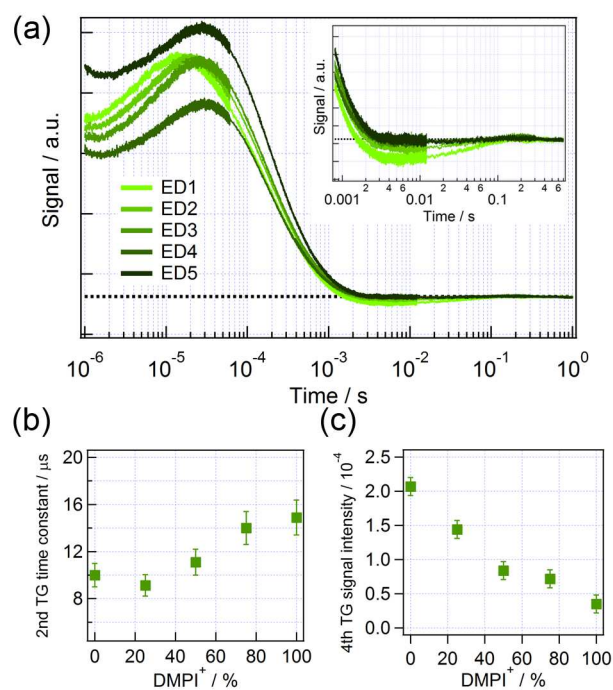 (a)
Signal / a.u.
ED1
ED2
ED3
ED4
ED5
10⁻⁶ 10⁻⁵ 10⁻⁴ 10⁻³ 10⁻² 10⁻¹ 10⁰
Time / s
Signal / a.u.
0.001 2 4 6 0.01 2 4 6 0.1 2 4 6
Time / s
(b)
2nd TG time constant / μs
20
16
12
8
0 20 40 60 80 100
DMPI⁺ / %
(c)
4th TG signal intensity / 10⁻⁴
2.5
2.0
1.5
1.0
0.5
0.0
0 20 40 60 80 100
DMPI⁺ / %